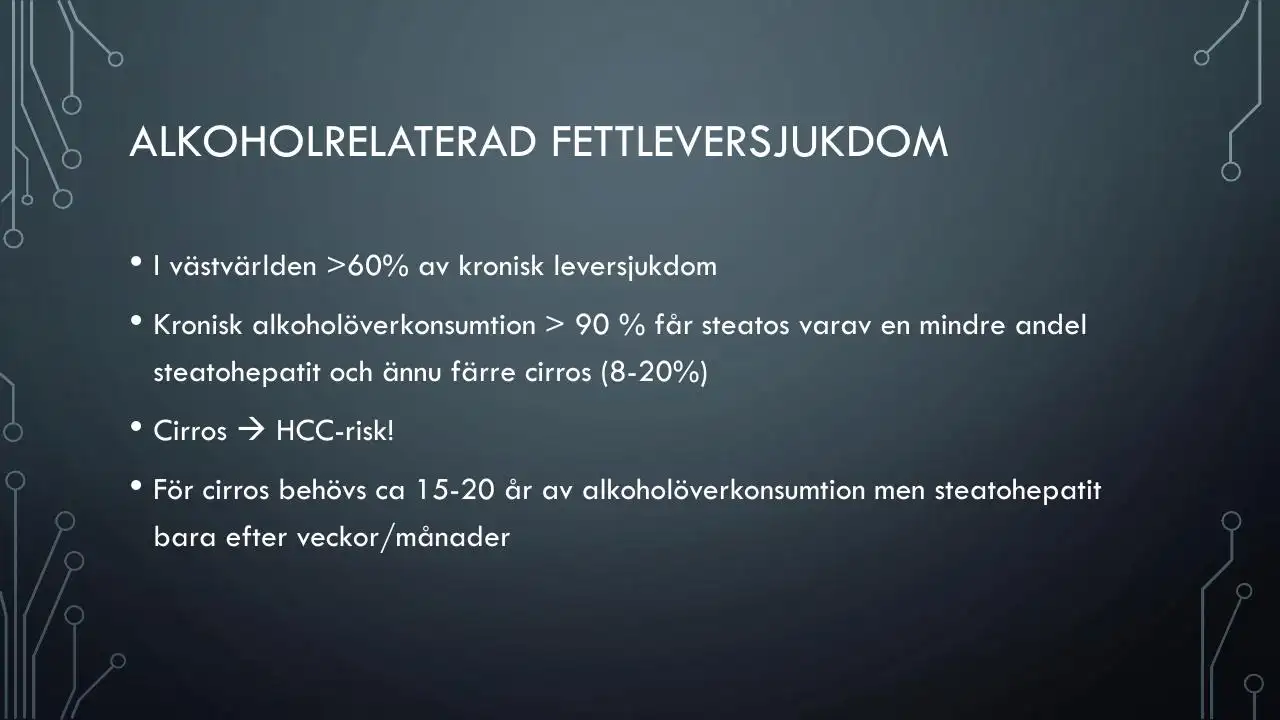 ALKOHOLRELATERAD FETTLEVERSJUKDOM
• I västvärlden >60% av kronisk leversjukdom
• Kronisk alkoholöverkonsumtion > 90 % får steatos varav en mindre andel
steatohepatit och ännu färre cirros (8-20%)
• Cirros → HCC-risk!
• För cirros behövs ca 15-20 år av alkoholöverkonsumtion men steatohepatit
bara efter veckor/månader